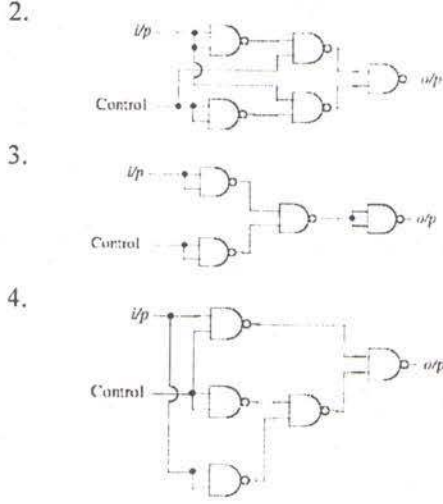 2.
i/p
o/p
Control
3.
i/p
o/p
Control
4.
i/p
o/p
Control